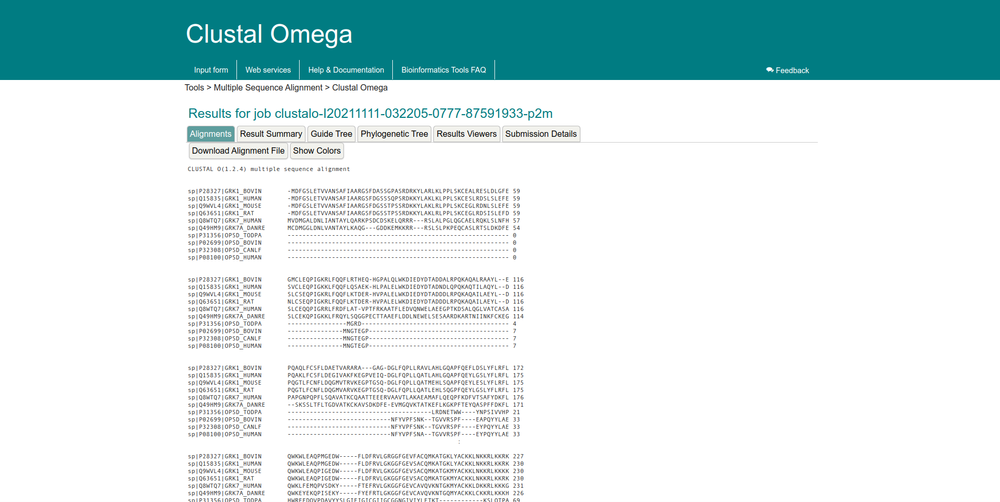 Clustal Omega
Input form
Web services
Help & Documentation
Bioinformatics Tools FAQ
Feedback
Tools > Multiple Sequence Alignment > Clustal Omega
Results for job clustalo-I20211111-032205-0777-87591933-p2m
Alignments
Result Summary
Guide Tree
Phylogenetic Tree
Results Viewers
Submission Details
Download Alignment File
Show Colors
CLUSTAL O(1.2.4) multiple sequence alignment
sp|P28327|GRK1_BOVIN -MDFGSLETVVANSAFIAARGSFDASSGPASRDRKYLARLKLPPLSKCEALRESLDLGFE 59
sp|Q15835|GRK1_HUMAN -MDFGSLETVVANSAFIAARGSFDGSSSQPSRDKKYLAKLKLPPLSKCESLRDSLSLEFE 59
sp|Q9WVL4|GRK1_MOUSE -MDFGSLETVVANSAFIAARGSFDGSSTPSSRDKKYLAKLRLPPLSKCEGLRDNLSLEFE 59
sp|Q63651|GRK1_RAT -MDFGSLETVVANSAFIAARGSFDGSSTPSSRDKKYLAKLRLPPLSKCEGLRDSISLEFD 59
sp|Q8WTQ7|GRK7_HUMAN MVDMGALDNLIANTAYLQARKPSDCDSKELQRRR---RSLALPGLQGCAELRQKLSLNFH 57
sp|Q49HM9|GRK7A_DANRE MCDMGGLDNLVANTAYLKAQG---GDDKEMKKRR---RSLSLPKPEQCASLRTSLDKDFE 54
sp|P31356|OPSD_TODPA ------------------------------------------------------------ 0
sp|P02699|OPSD_BOVIN ------------------------------------------------------------ 0
sp|P32308|OPSD_CANLF ------------------------------------------------------------ 0
sp|P08100|OPSD_HUMAN ------------------------------------------------------------ 0
sp|P28327|GRK1_BOVIN GMCLEQPIGKRLFQQFLRTHEQ-HGPALQLWKDIEDYDTADDALRPQKAQALRAAYL--E 116
sp|Q15835|GRK1_HUMAN SVCLEQPIGKKLFQQFLQSAEK-HLPALELWKDIEDYDTADNDLQPQKAQTILAQYL--D 116
sp|Q9WVL4|GRK1_MOUSE SLCSEQPIGKRLFQQFLKTDER-HVPALELWKDIEDYDTADDDLRPQKAQAILAEYL--D 116
sp|Q63651|GRK1_RAT NLCSEQPIGKRLFQQFLKTDER-HVPALELWKDIEDYDTADDDLRPQKAQAILAEYL--D 116
sp|Q8WTQ7|GRK7_HUMAN SLCEQQPIGRRLFRDFLAT-VPTFRKAATFLEDVQNWELAEEGPTKDSALQGLVATCASA 116
sp|Q49HM9|GRK7A_DANRE SLCEKQPIGKKLFRQYLSQGGPECTTAAEFLDDLNEWELSESAARDKARTNIINKFCKEG 114
sp|P31356|OPSD_TODPA ----------------MGRD---------------------------------------- 4
sp|P02699|OPSD_BOVIN ---------------MNGTEGP-------------------------------------- 7
sp|P32308|OPSD_CANLF ---------------MNGTEGP-------------------------------------- 7
sp|P08100|OPSD_HUMAN ---------------MNGTEGP-------------------------------------- 7
sp|P28327|GRK1_BOVIN PQAQLFCSFLDAETVARARA---GAG-DGLFQPLLRAVLAHLGQAPFQEFLDSLYFLRFL 172
sp|Q15835|GRK1_HUMAN PQAKLFCSFLDEGIVAKFKEGPVEIQ-DGLFQPLLQATLAHLGQAPFQEYLGSLYFLRFL 175
sp|Q9WVL4|GRK1_MOUSE PQGTLFCNFLDQGMVTRVKEGPTGSQ-DGLFQPLLQATMEHLSQAPFQEYLESLYFLRFL 175
sp|Q63651|GRK1_RAT PQGTLFCNFLDQGMVARVKEGPTGSQ-DGLFQPLLQATLEHLSQGPFQEYLGSLYFLRFL 175
sp|Q8WTQ7|GRK7_HUMAN PAPGNPQPFLSQAVATKCQAATTEEERVAAVTLAKAEAMAFLQEQPFKDFVTSAFYDKFL 176
sp|Q49HM9|GRK7A_DANRE --SKSSLTFLTGDVATKCKAVSDKDFE-EVMGQVKTATKEFLKGKPFTEYQASPFFDKFL 171
sp|P31356|OPSD_TODPA ---------------------------------------LRDNETWW----YNPSIVVHP 21
sp|P02699|OPSD_BOVIN ----------------------------NFYVPFSNK--TGVVRSPF----EAPQYYLAE 33
sp|P32308|OPSD_CANLF ----------------------------NFYVPFSNK--TGVVRSPF----EYPQYYLAE 33
sp|P08100|OPSD_HUMAN ----------------------------NFYVPFSNA--TGVVRSPF----EYPQYYLAE 33
:
sp|P28327|GRK1_BOVIN QWKWLEAQPMGEDW-----FLDFRVLGRGGFGEVFACQMKATGKLYACKKLNKKRLKKRK 227
sp|Q15835|GRK1_HUMAN QWKWLEAQPMGEDW-----FLDFRVLGKGGFGEVSACQMKATGKLYACKKLNKKRLKKRK 230
sp|Q9WVL4|GRK1_MOUSE QWKWLEAQPIGEDW-----FLDFRVLGKGGFGEVSACQMKATGKMYACKKLNKKRLKKKK 230
sp|Q63651|GRK1_RAT QWKWLEAQPIGEDW-----FLDFRVLGKGGFGEVSACQMKATGKMYACKKLNKKRLKKRK 230
sp|Q8WTQ7|GRK7_HUMAN QWKLFEMQPVSDKY-----FTEFRVLGKGGFGEVCAVQVKNTGKMYACKKLDKKRLKKKG 231
sp|Q49HM9|GRK7A_DANRE QWKEYEKQPISEKY-----FYEFRTLGKGGFGEVCAVQVKNTGQMYACKKLCKKRLKKKH 226
sp|P31356|OPSD_TODPA HWREFDQVPDAVYYSLGIFIGICGIIGCGGNGIVIYLFTKT------------KSLQTPA 69